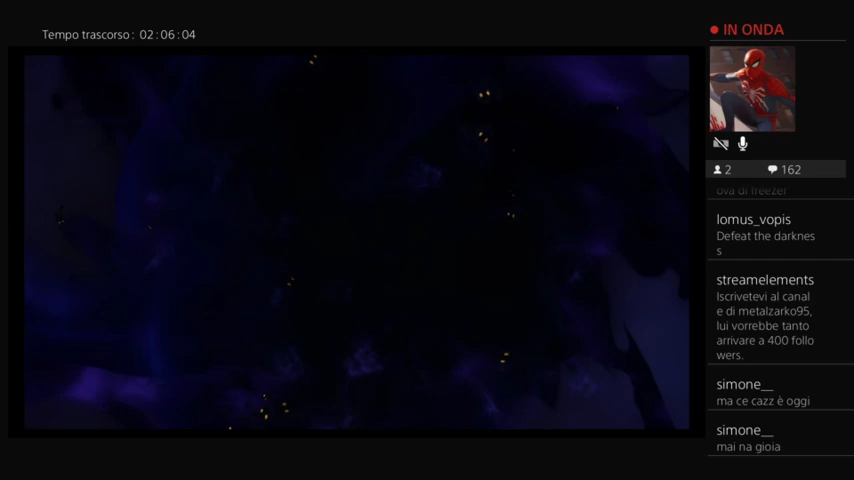 Tempo trascorso: 02:06:04
IN ONDA
2 162
ova di freezer
lomus_vopis
Defeat the darknes
s
streamelements
Iscrivetevi al canal
e di metalzarko95,
lui vorrebbe tanto
arrivare a 400 follo
wers.
simone__
ma ce cazz è oggi
simone__
mai na gioia